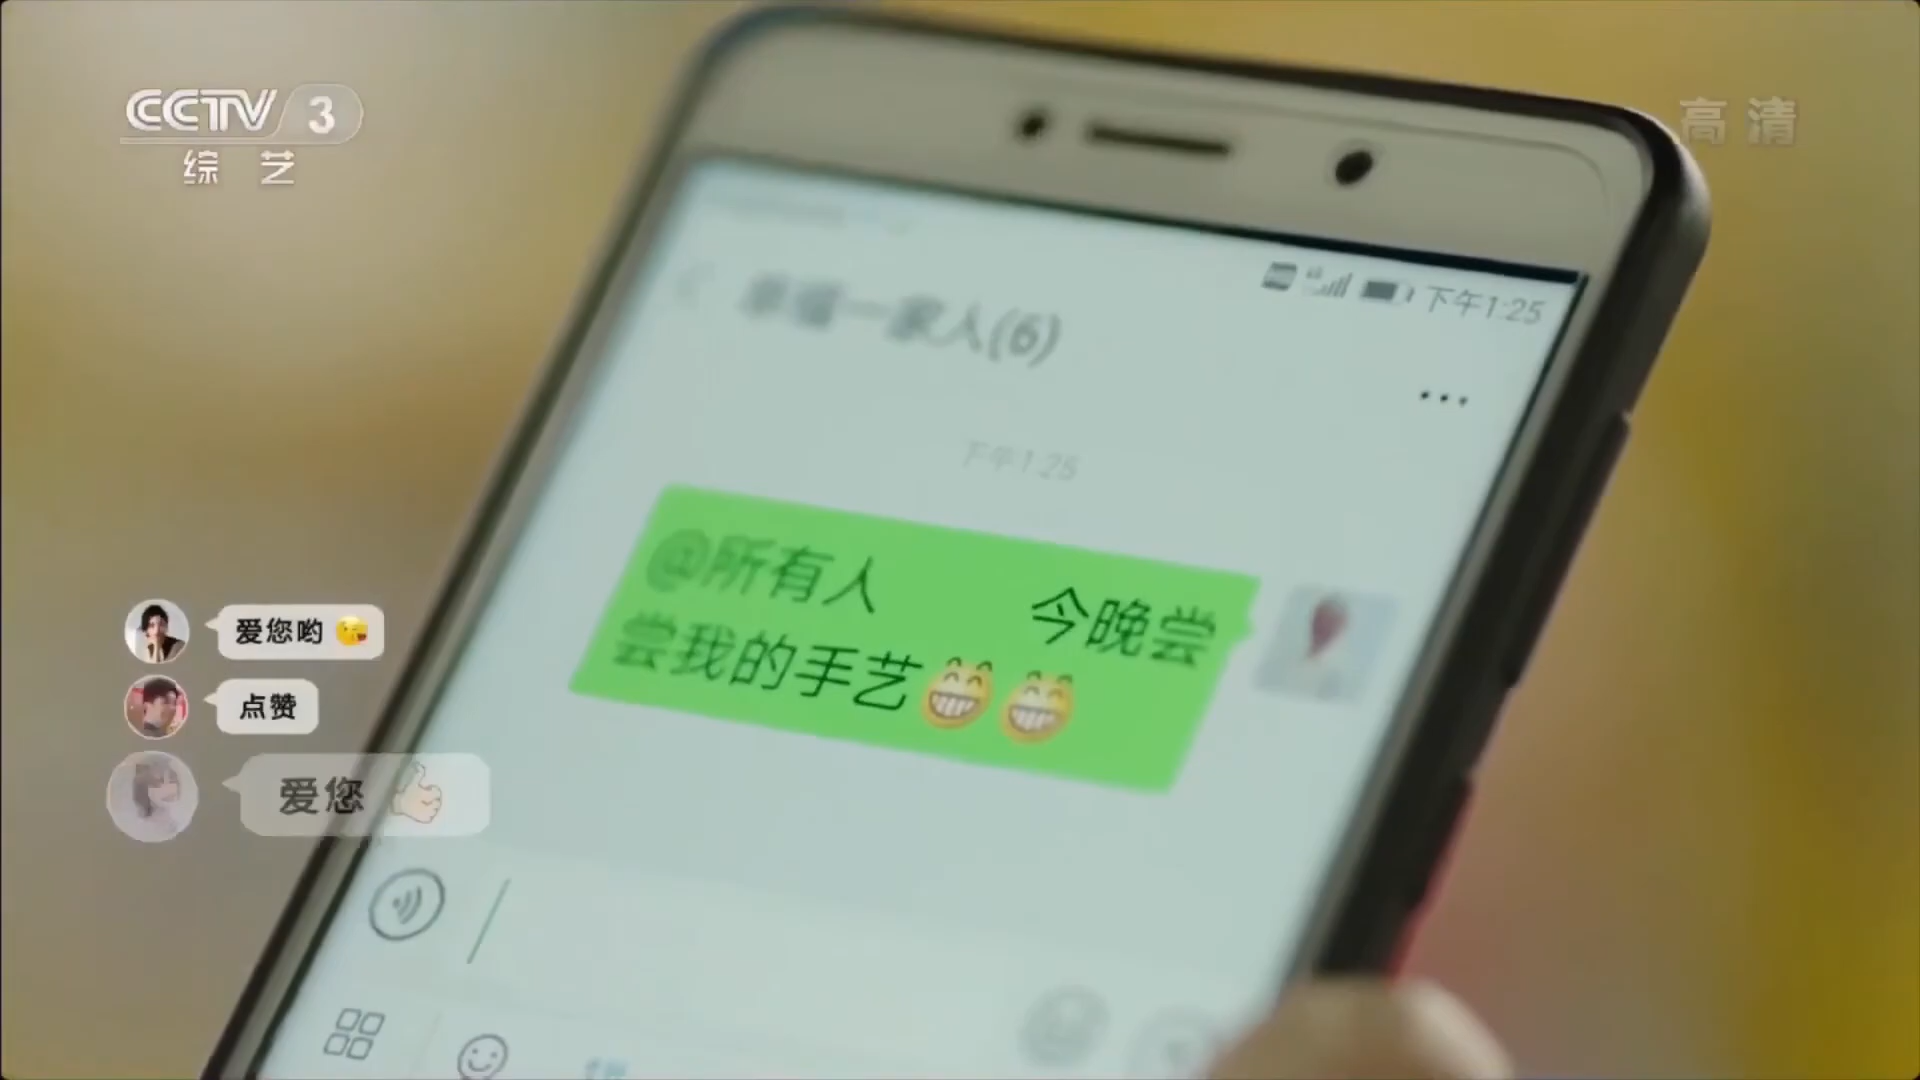 CCTV 3
综艺
高清
下午1:25
幸福一家人(6)
下午1:25
@所有人 今晚尝
尝我的手艺😁😁
爱您哟 😘
点赞
爱您 👍